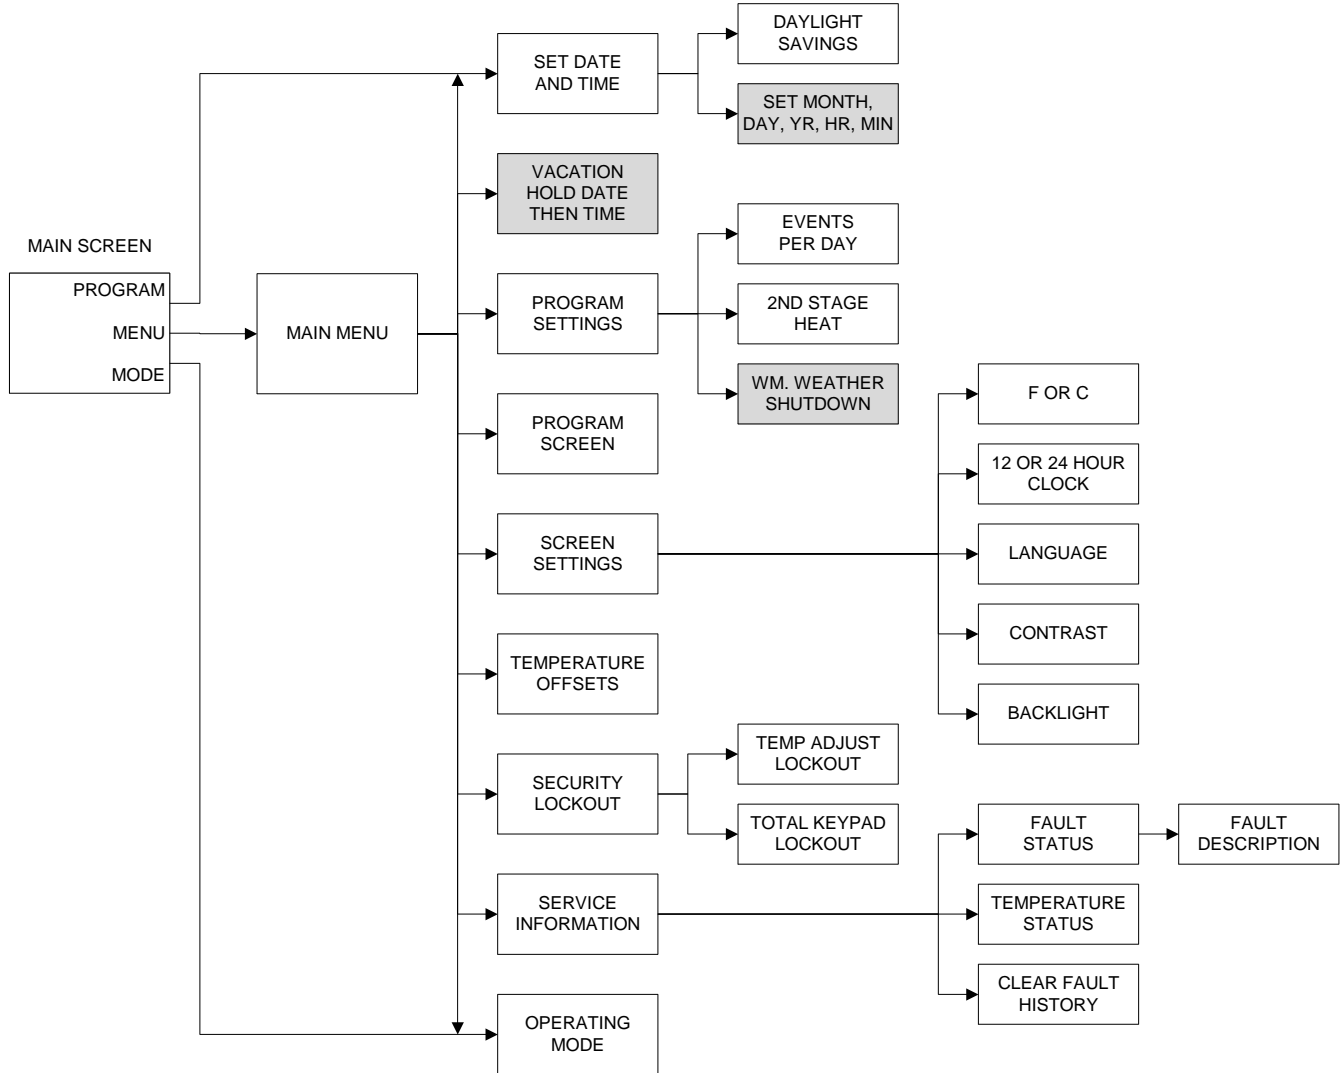 MAIN SCREEN
PROGRAM
MENU
MODE
MAIN MENU
SET DATE
AND TIME
DAYLIGHT
SAVINGS
SET MONTH,
DAY, YR, HR, MIN
VACATION
HOLD DATE
THEN TIME
PROGRAM
SETTINGS
EVENTS
PER DAY
2ND STAGE
HEAT
WM. WEATHER
SHUTDOWN
PROGRAM
SCREEN
SCREEN
SETTINGS
F OR C
12 OR 24 HOUR
CLOCK
LANGUAGE
CONTRAST
BACKLIGHT
TEMPERATURE
OFFSETS
SECURITY
LOCKOUT
TEMP ADJUST
LOCKOUT
TOTAL KEYPAD
LOCKOUT
SERVICE
INFORMATION
FAULT
STATUS
FAULT
DESCRIPTION
TEMPERATURE
STATUS
CLEAR FAULT
HISTORY
OPERATING
MODE